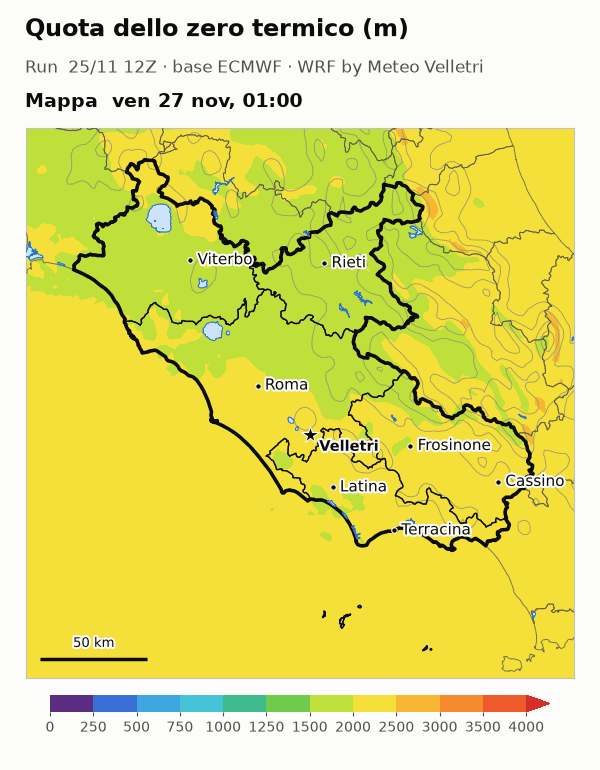 Quota dello zero termico (m)
Run  25/11 12Z · base ECMWF · WRF by Meteo Velletri
Mappa  ven 27 nov, 01:00
Viterbo
Rieti
Roma
Velletri
Frosinone
Cassino
Latina
Terracina
50 km
0 250 500 750 1000 1250 1500 2000 2500 3000 3500 4000